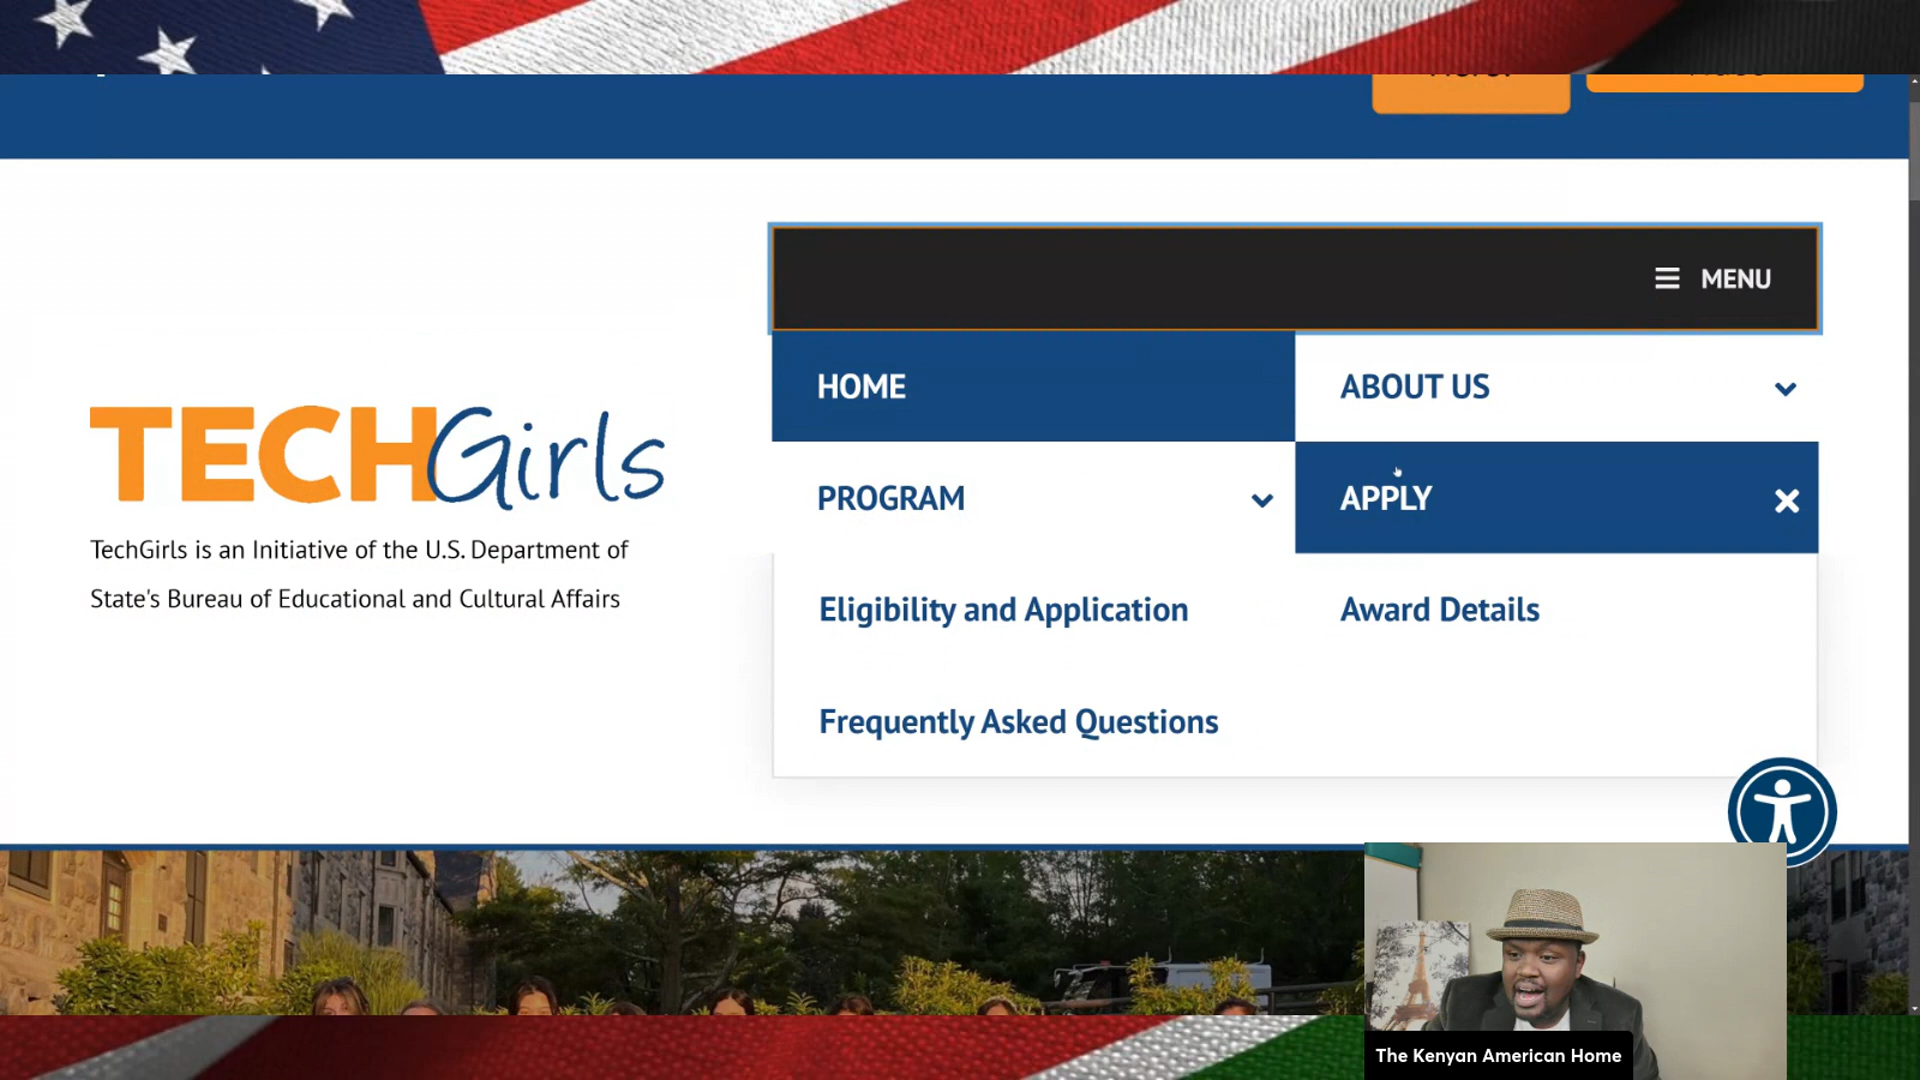 MENU
HOME
ABOUT US
PROGRAM
APPLY
TECHGirls
TechGirls is an Initiative of the U.S. Department of
State's Bureau of Educational and Cultural Affairs
Eligibility and Application
Award Details
Frequently Asked Questions
The Kenyan American Home